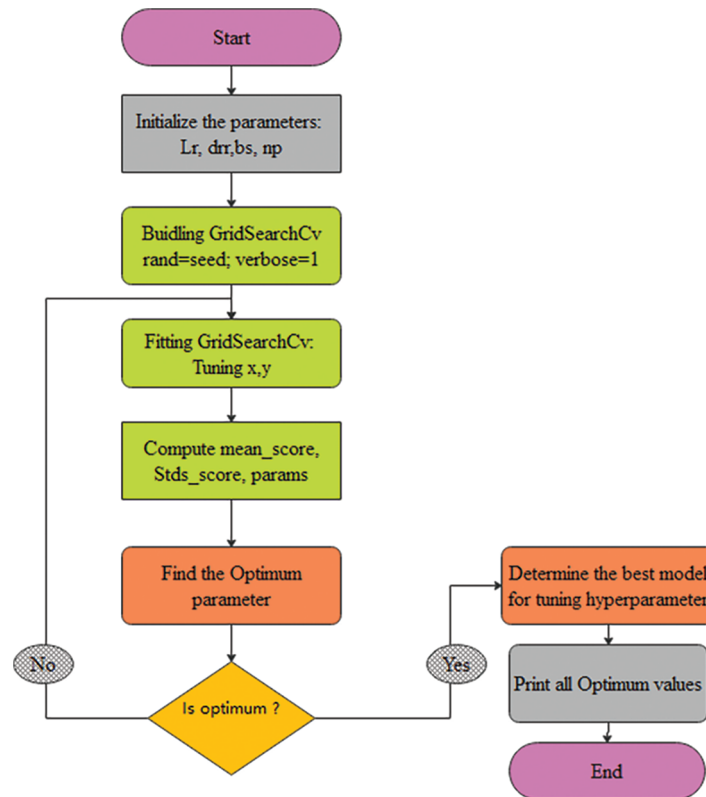 Start
Initialize the parameters:
Lr, drr,bs, np
Buidling GridSearchCv
rand=seed; verbose=1
Fitting GridSearchCv:
Tuning x,y
Compute mean_score,
Stds_score, params
Find the Optimum
parameter
Is optimum ?
No
Yes
Determine the best model
for tuning hyperparameter
Print all Optimum values
End